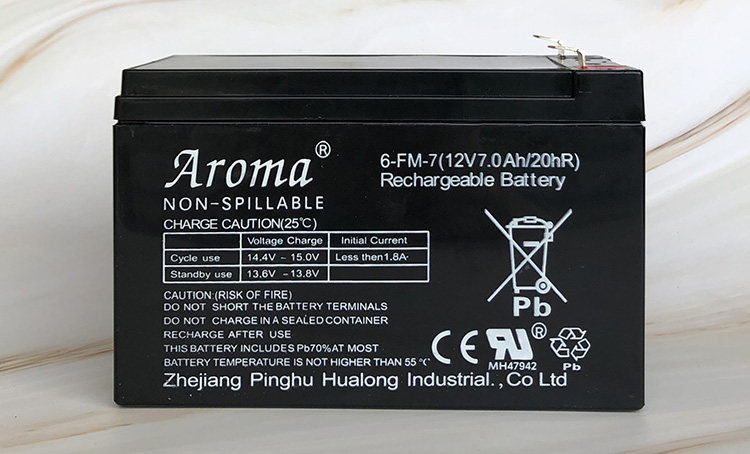 Aroma®
NON-SPILLABLE
6-FM-7(12V7.0Ah/20hR)
Rechargeable Battery
CHARGE CAUTION(25℃)
Voltage Charge Initial Current
Cycle use 14.4V ~ 15.0V Less then1.8A
Standby use 13.6V ~13.8V
CAUTION:(RISK OF FIRE)
DO NOT SHORT THE BATTERY TERMINALS
DO NOT CHARGE IN A SEALED CONTAINER
RECHARGE AFTER USE
THIS BATTERY INCLUDES Pb70%AT MOST
BATTERY TEMPERATURE IS NOT HIGHER THAN 55 ℃
Pb
CE RU®
MH47942
Pb
Zhejiang Pinghu Hualong Industrial.,Co Ltd